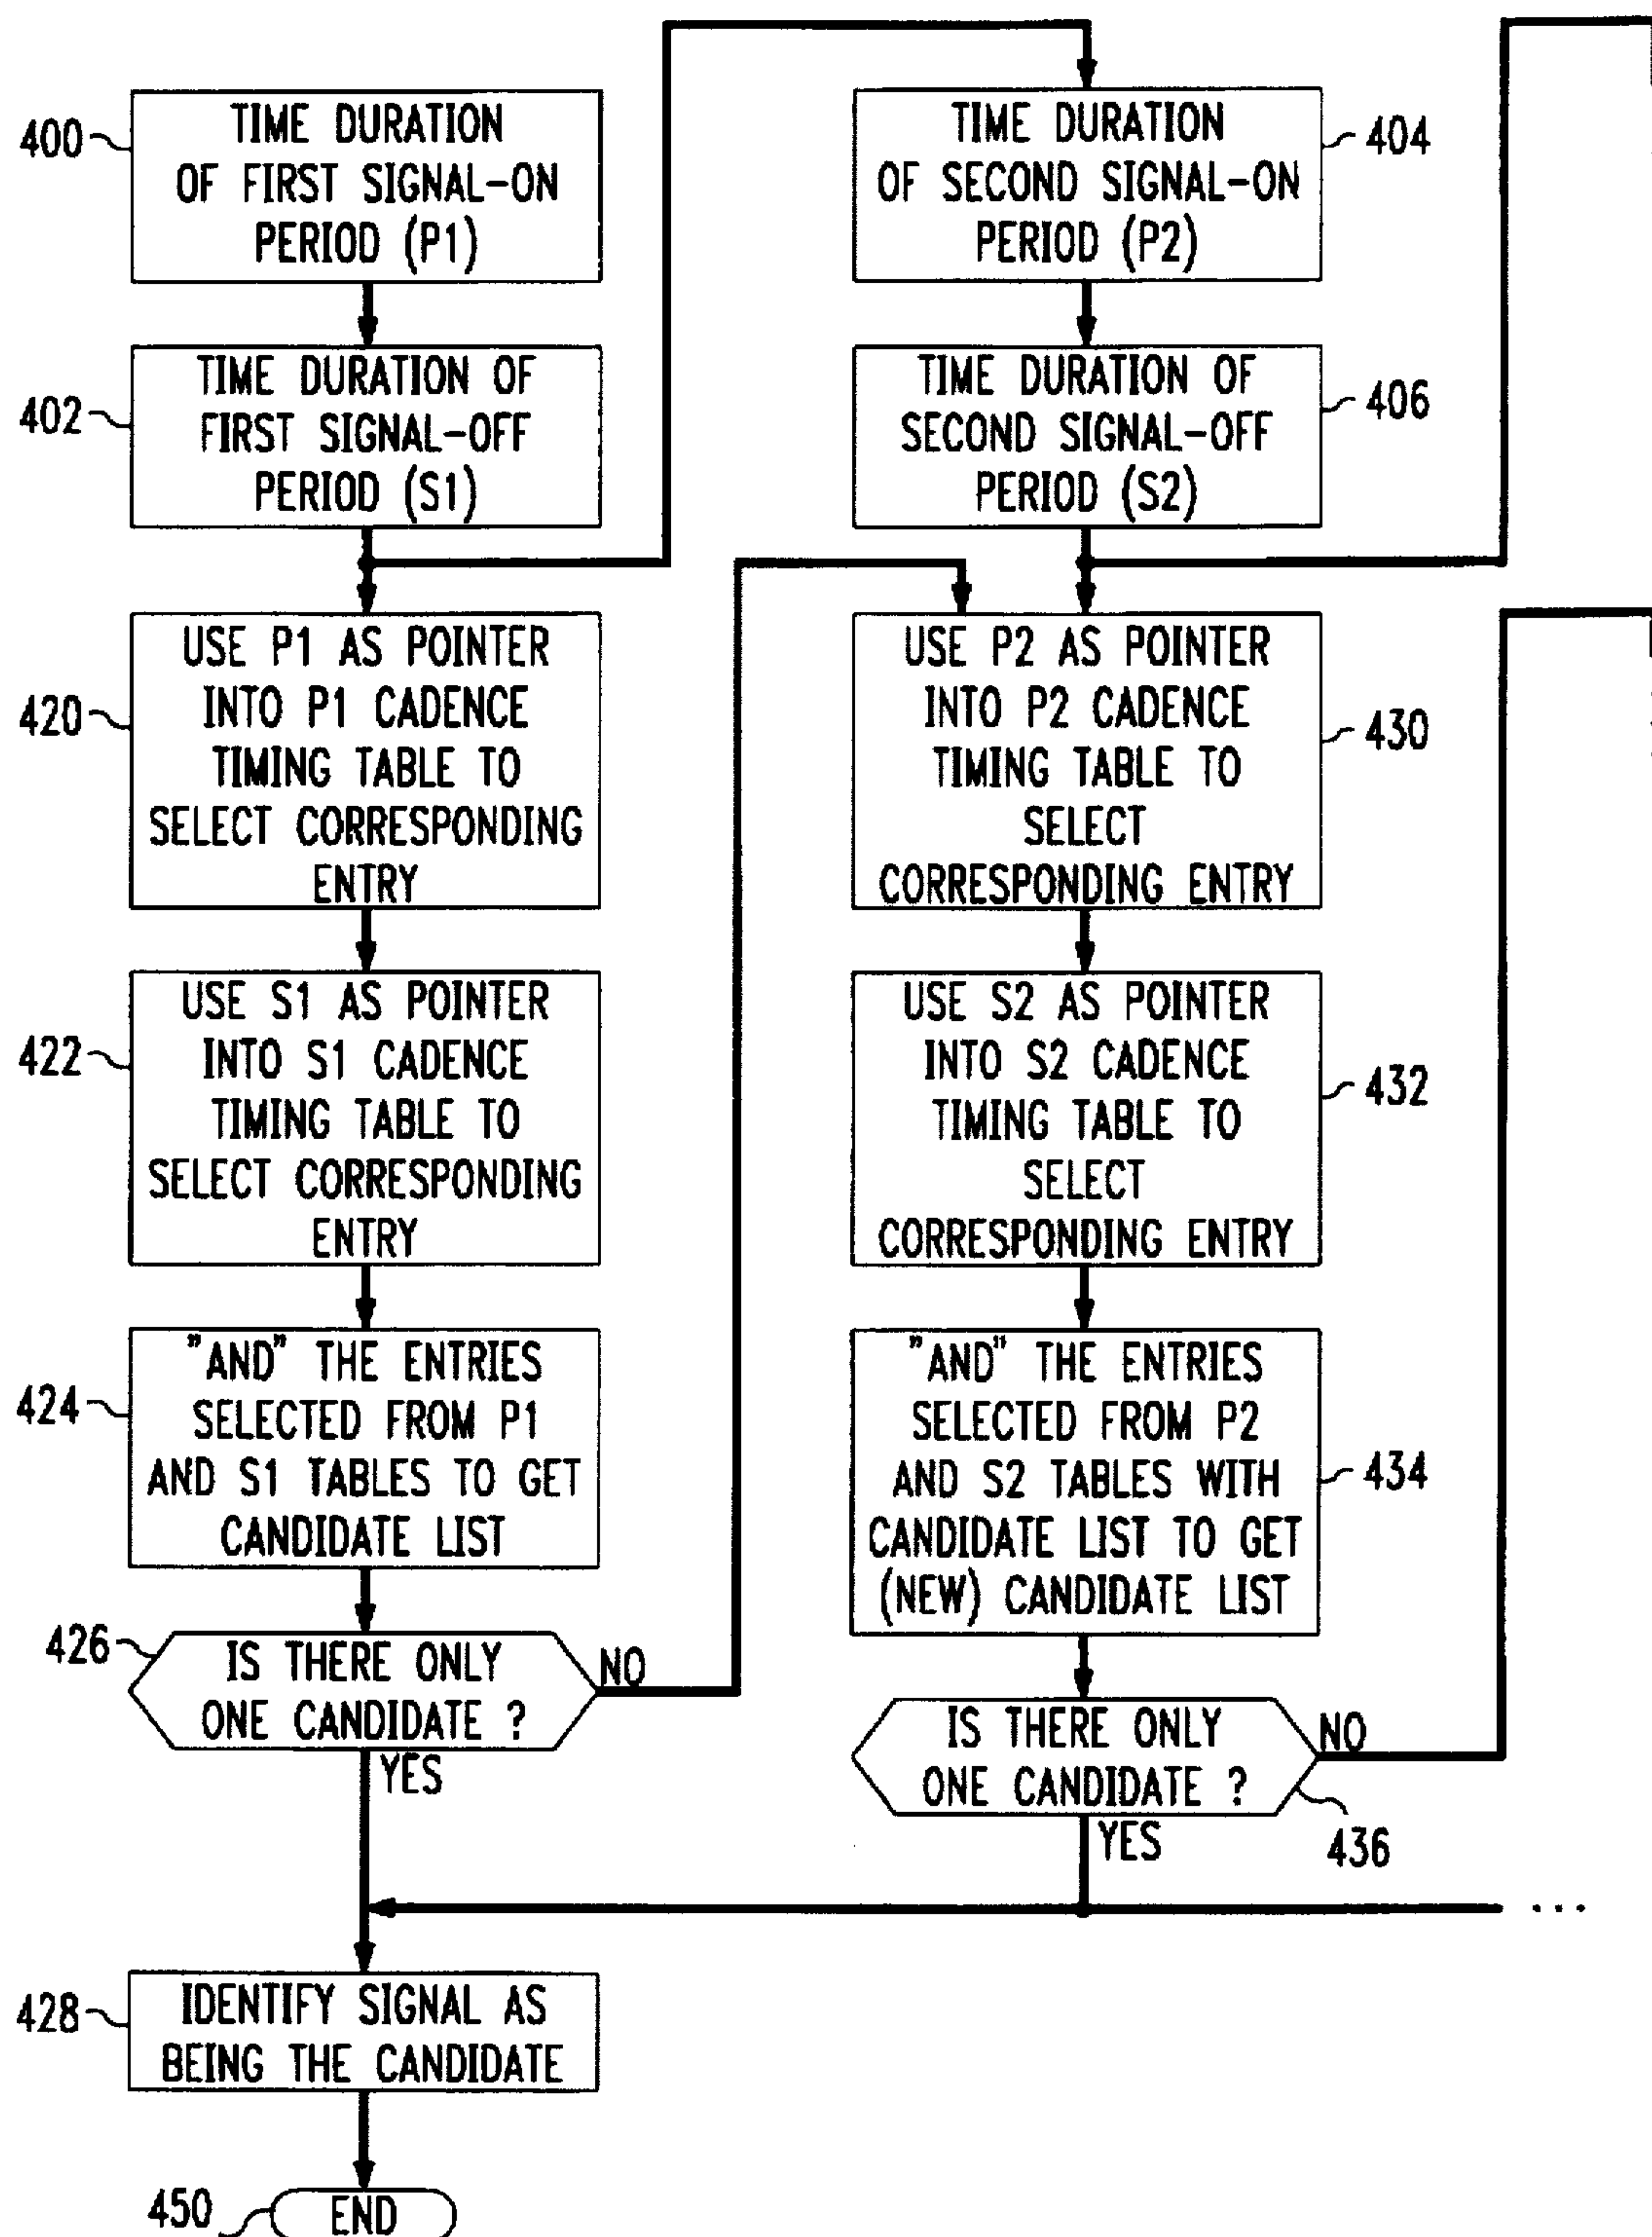 400
TIME DURATION
OF FIRST SIGNAL-ON
PERIOD (P1)
402
TIME DURATION OF
FIRST SIGNAL-OFF
PERIOD (S1)
420
USE P1 AS POINTER
INTO P1 CADENCE
TIMING TABLE TO
SELECT CORRESPONDING
ENTRY
422
USE S1 AS POINTER
INTO S1 CADENCE
TIMING TABLE TO
SELECT CORRESPONDING
ENTRY
424
"AND" THE ENTRIES
SELECTED FROM P1
AND S1 TABLES TO GET
CANDIDATE LIST
426
IS THERE ONLY
ONE CANDIDATE ?
NO
YES
428
IDENTIFY SIGNAL AS
BEING THE CANDIDATE
450
END
TIME DURATION
OF SECOND SIGNAL-ON
PERIOD (P2)
404
TIME DURATION OF
SECOND SIGNAL-OFF
PERIOD (S2)
406
USE P2 AS POINTER
INTO P2 CADENCE
TIMING TABLE TO
SELECT
CORRESPONDING ENTRY
430
USE S2 AS POINTER
INTO S2 CADENCE
TIMING TABLE TO
SELECT
CORRESPONDING ENTRY
432
"AND" THE ENTRIES
SELECTED FROM P2
AND S2 TABLES WITH
CANDIDATE LIST TO GET
(NEW) CANDIDATE LIST
434
IS THERE ONLY
ONE CANDIDATE ?
NO
436
YES
...